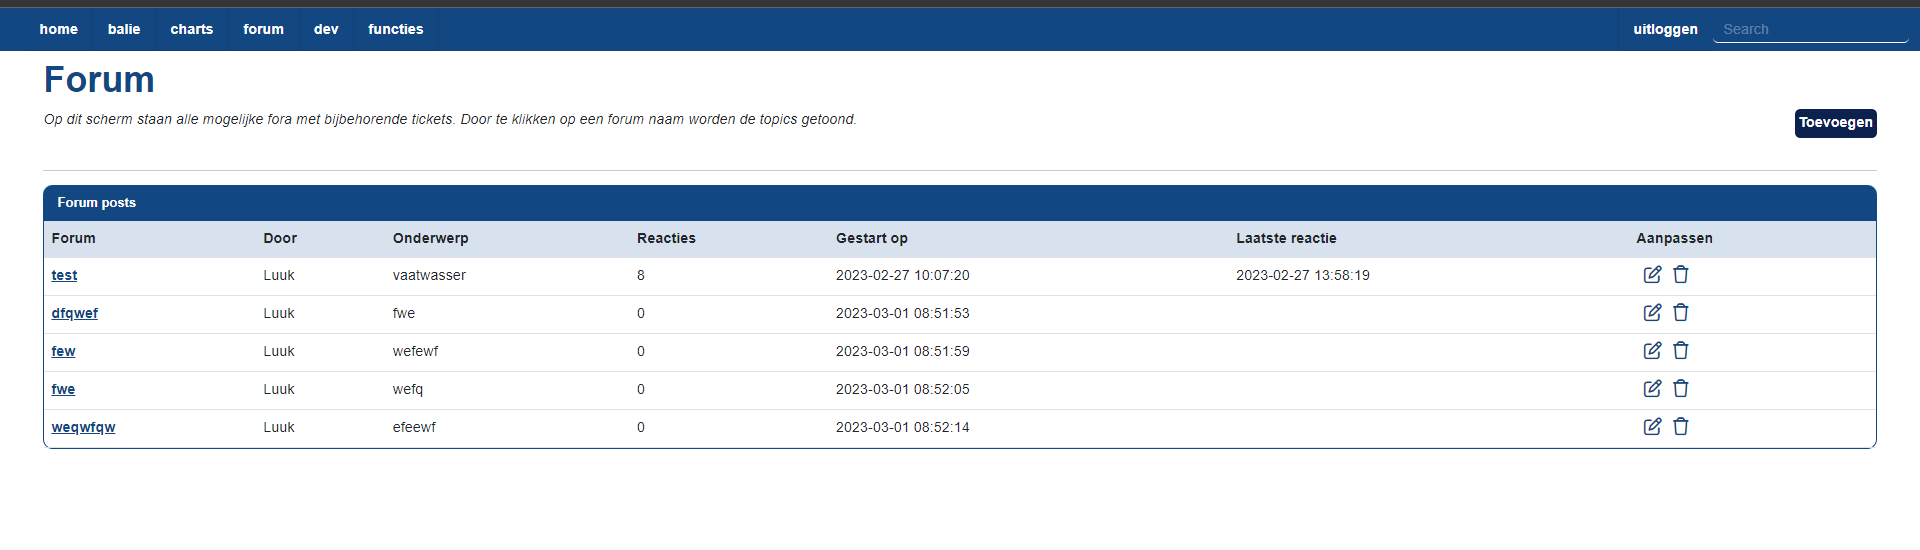 home balie charts forum dev functies uitloggen Search
Forum
Op dit scherm staan alle mogelijke fora met bijbehorende tickets. Door te klikken op een forum naam worden de topics getoond.
Toevoegen
Forum posts
Forum Door Onderwerp Reacties Gestart op Laatste reactie Aanpassen
test Luuk vaatwasser 8 2023-02-27 10:07:20 2023-02-27 13:58:19
dfqwef Luuk fwe 0 2023-03-01 08:51:53
few Luuk wefewf 0 2023-03-01 08:51:59
fwe Luuk wefq 0 2023-03-01 08:52:05
weqwfqw Luuk efeewf 0 2023-03-01 08:52:14